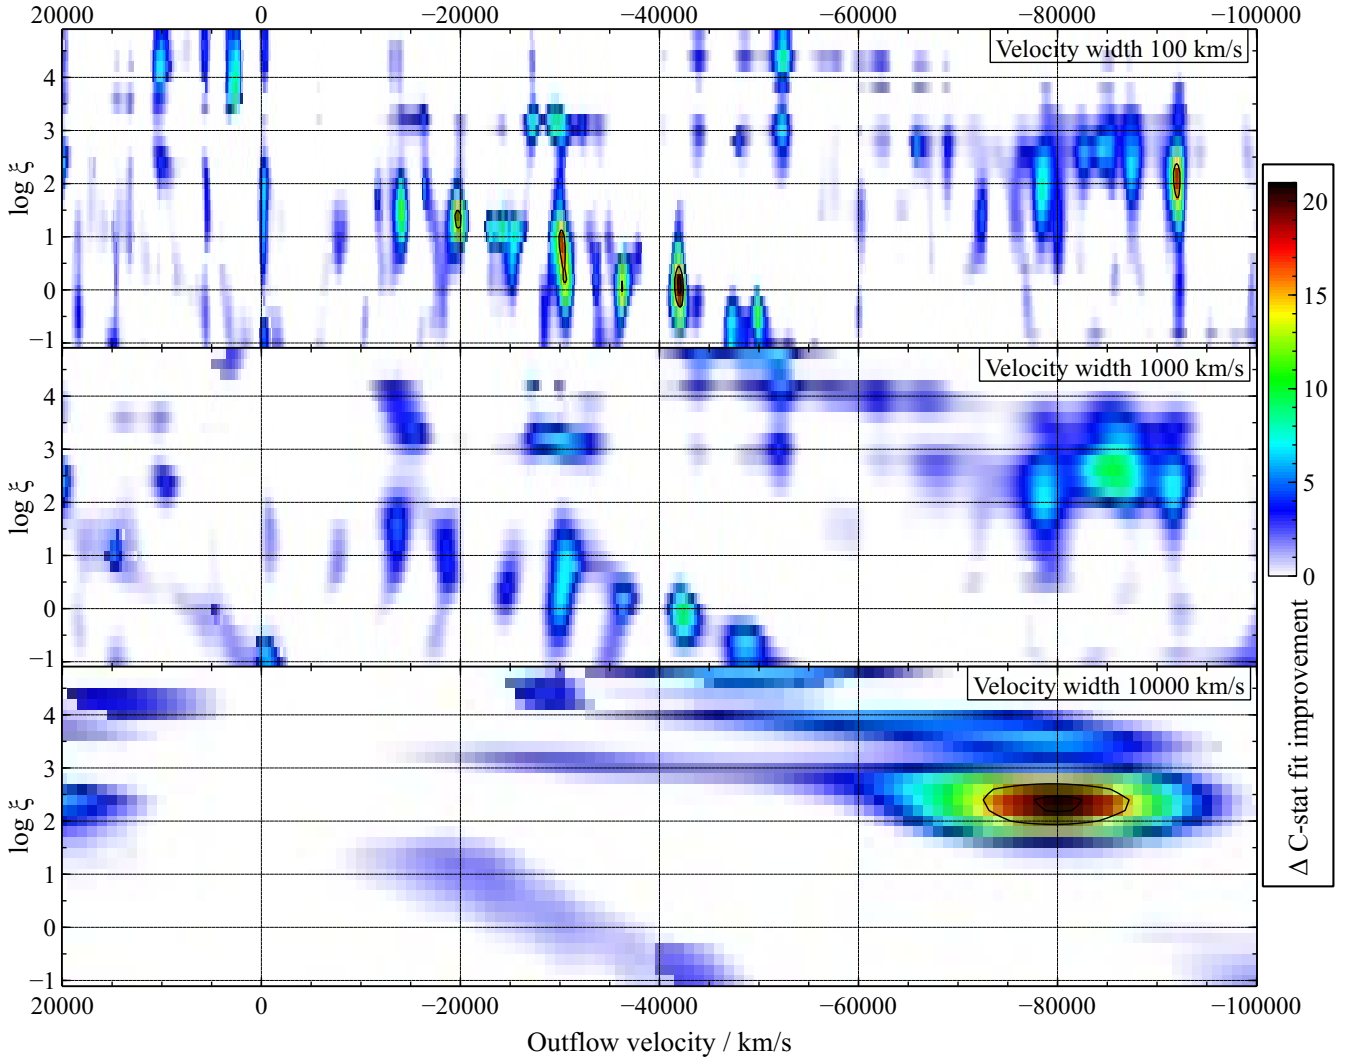 20000 0 −20000 −40000 −60000 −80000 −100000
Velocity width 100 km/s
4
3
2
1
0
−1
log ξ
Velocity width 1000 km/s
4
3
2
1
0
−1
log ξ
Velocity width 10000 km/s
4
3
2
1
0
−1
log ξ
20000 0 −20000 −40000 −60000 −80000 −100000
Outflow velocity / km/s
20
15
10
5
0
Δ C-stat fit improvement